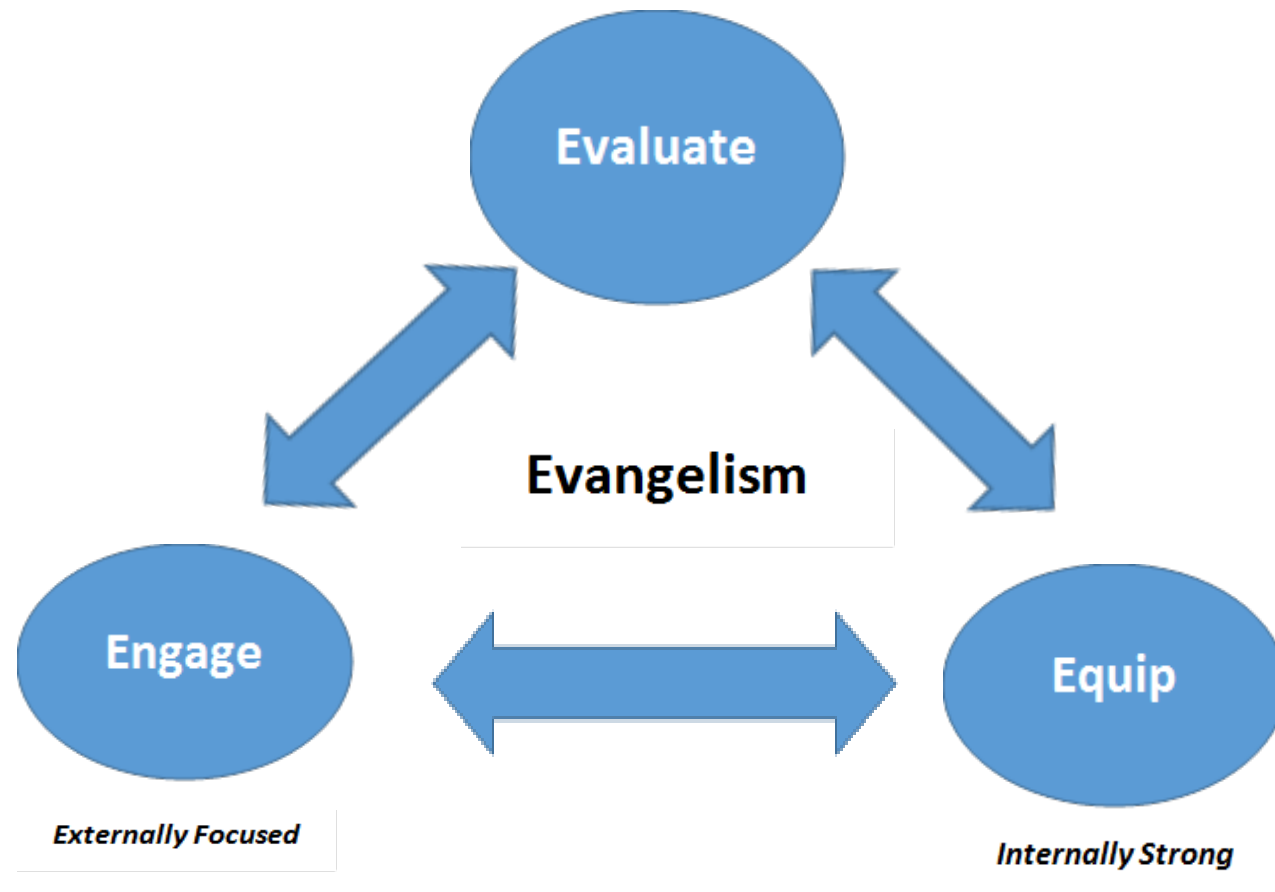 Evaluate
Evangelism
Engage
Equip
Externally Focused
Internally Strong